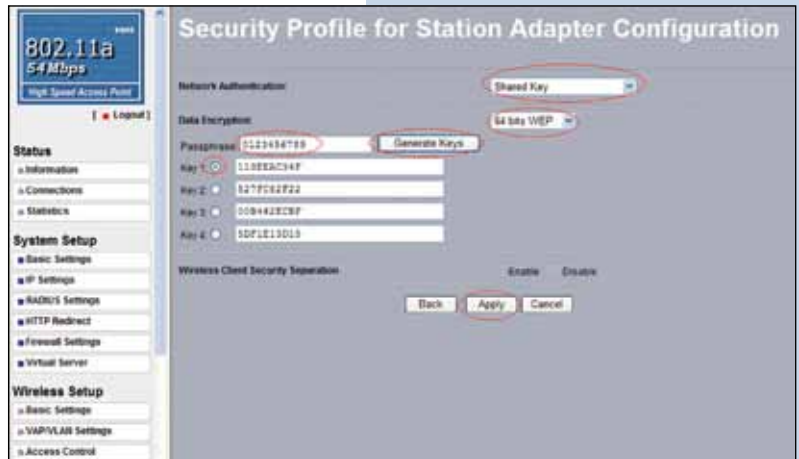 802.11a
54Mbps
High Speed Access Point
[ Logout]
Status
Information
Connections
Statistics
System Setup
Basic Settings
IP Settings
RADIUS Settings
HTTP Redirect
Firewall Settings
Virtual Server
Wireless Setup
Basic Settings
VAP/VLAN Settings
Access Control
Security Profile for Station Adapter Configuration
Network Authentication
Shared Key
Data Encryption
64 bits WEP
Passphrase
0123456789
Generate Keys
Key 1:
Key 2:
Key 3:
Key 4:
Wireless Client Security Separation
Enable Disable
Back Apply Cancel